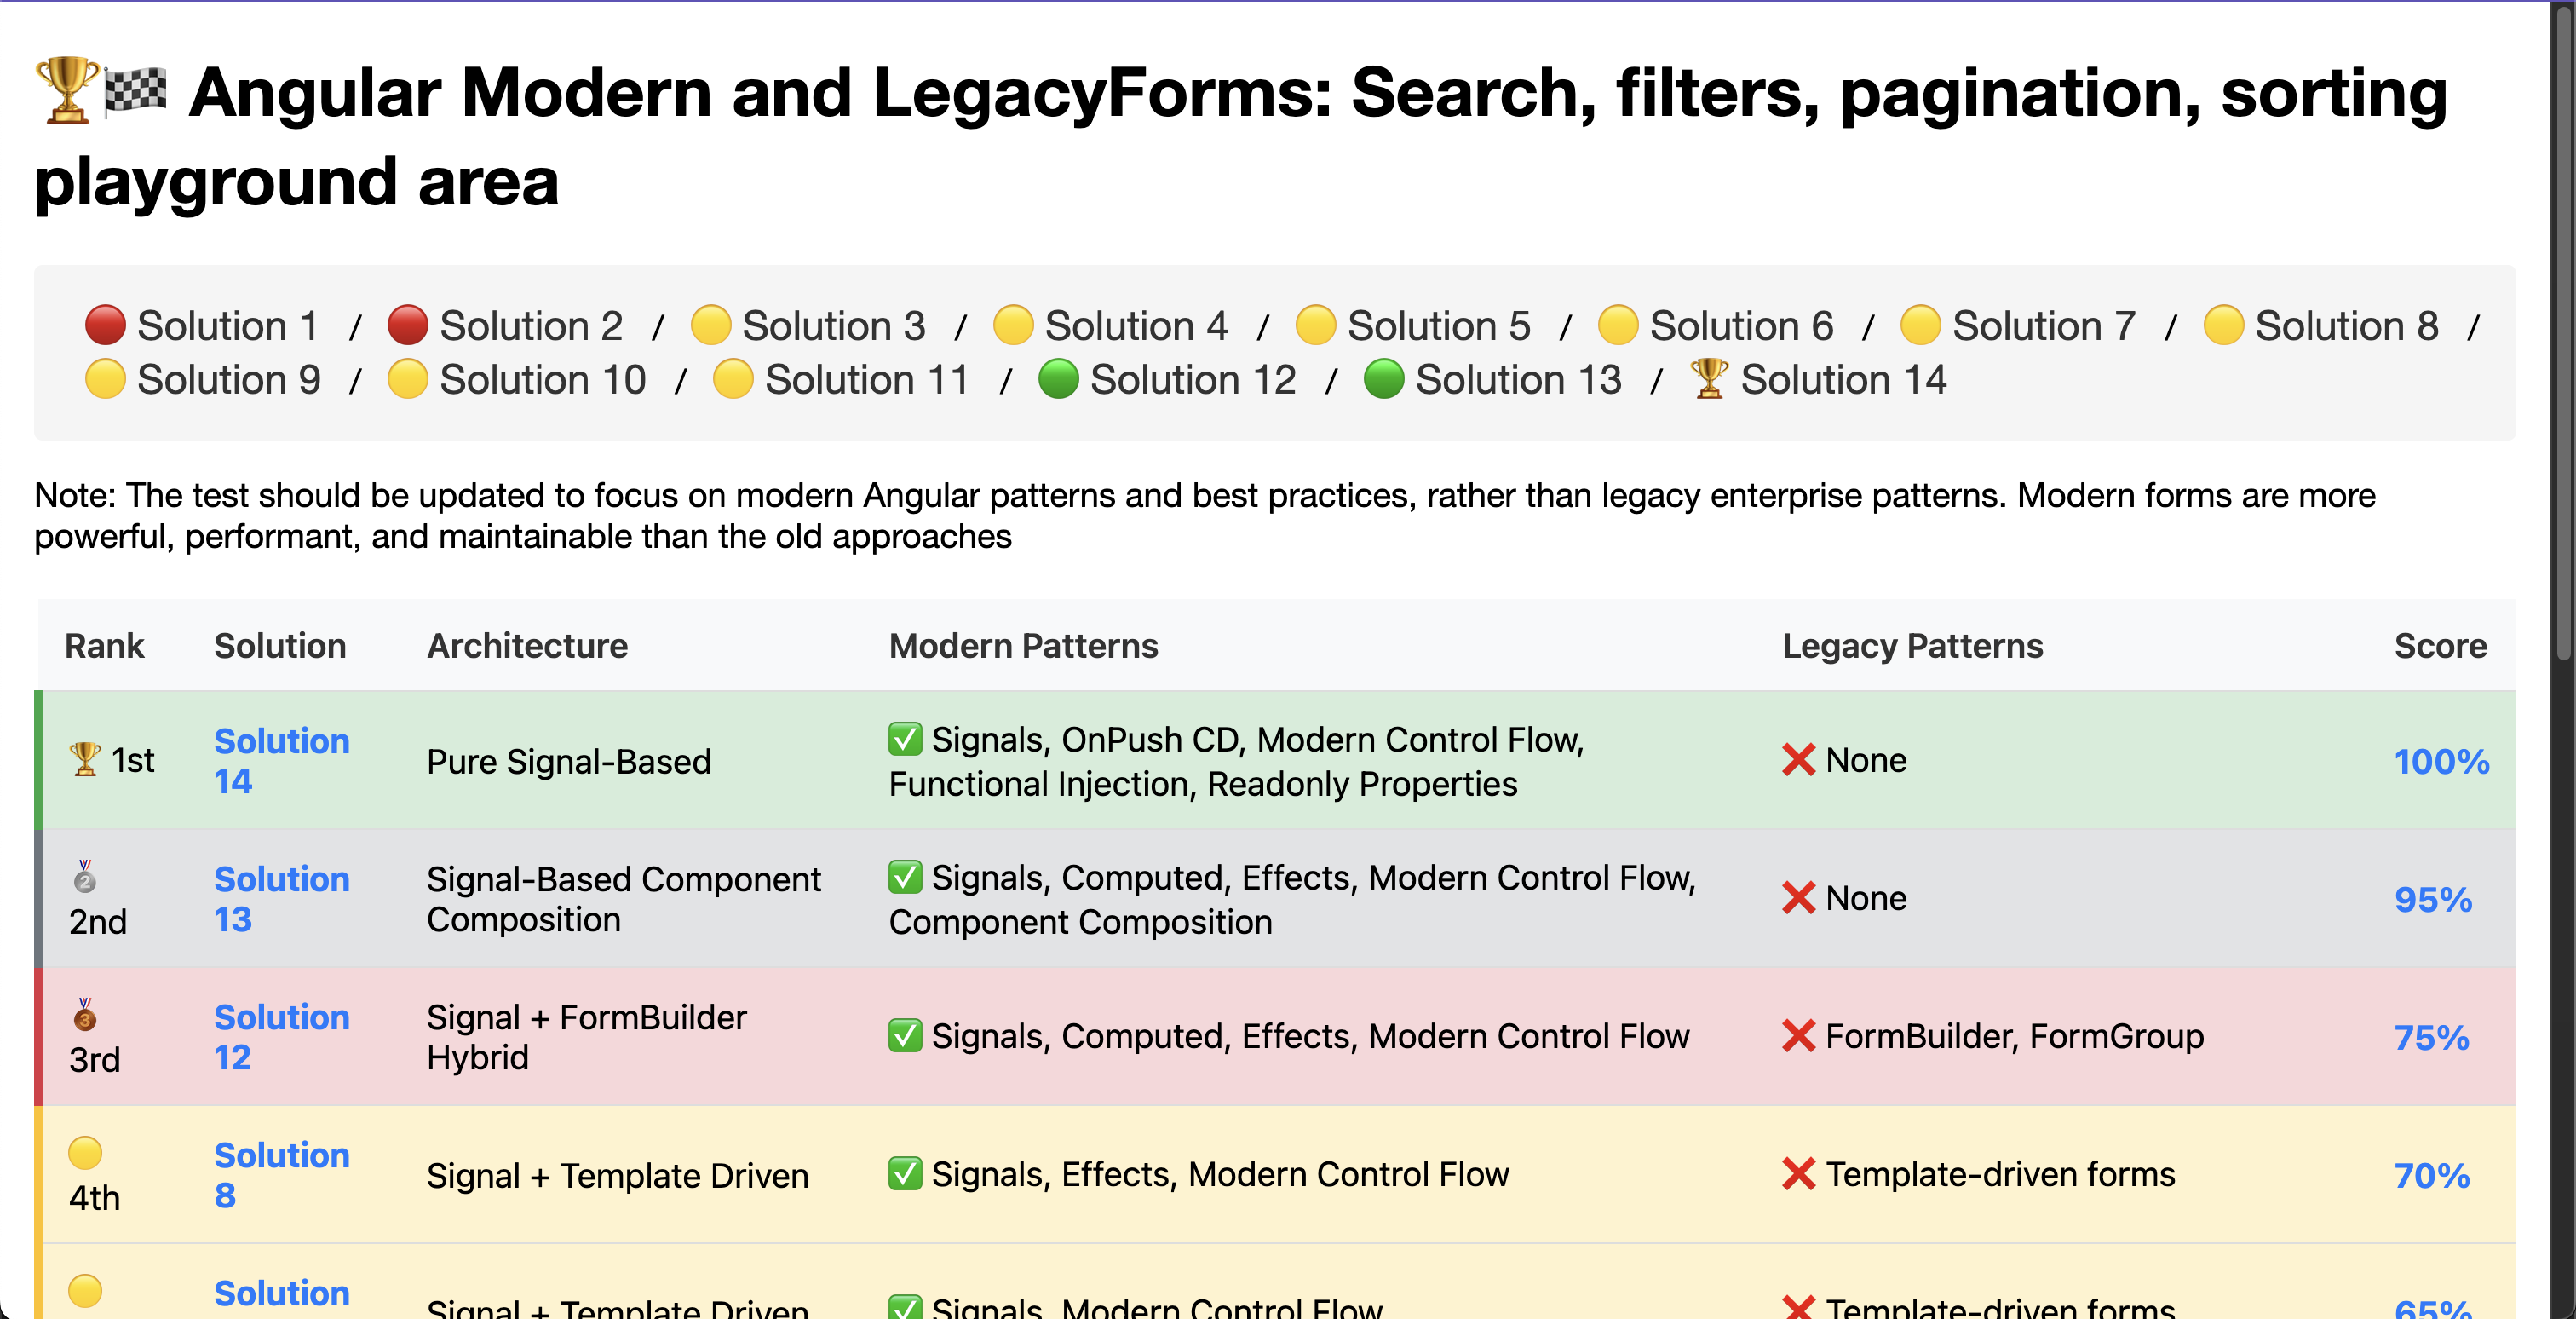 🏆🏁 Angular Modern and LegacyForms: Search, filters, pagination, sorting
playground area
🔴 Solution 1 / 🔴 Solution 2 / 🟡 Solution 3 / 🟡 Solution 4 / 🟡 Solution 5 / 🟡 Solution 6 / 🟡 Solution 7 / 🟡 Solution 8 /
🟡 Solution 9 / 🟡 Solution 10 / 🟡 Solution 11 / 🟢 Solution 12 / 🟢 Solution 13 / 🏆 Solution 14
Note: The test should be updated to focus on modern Angular patterns and best practices, rather than legacy enterprise patterns. Modern forms are more
powerful, performant, and maintainable than the old approaches
Rank Solution Architecture Modern Patterns Legacy Patterns Score
🏆 1st
Solution
14
Pure Signal-Based
✅ Signals, OnPush CD, Modern Control Flow,
Functional Injection, Readonly Properties
❌ None
100%
🥈
2nd
Solution
13
Signal-Based Component
Composition
✅ Signals, Computed, Effects, Modern Control Flow,
Component Composition
❌ None
95%
🥉
3rd
Solution
12
Signal + FormBuilder
Hybrid
✅ Signals, Computed, Effects, Modern Control Flow
❌ FormBuilder, FormGroup
75%
🟡
4th
Solution
8
Signal + Template Driven
✅ Signals, Effects, Modern Control Flow
❌ Template-driven forms
70%
🟡
Solution
Signal + Template Driven
✅ Signals, Modern Control Flow
❌ Template-driven forms
65%